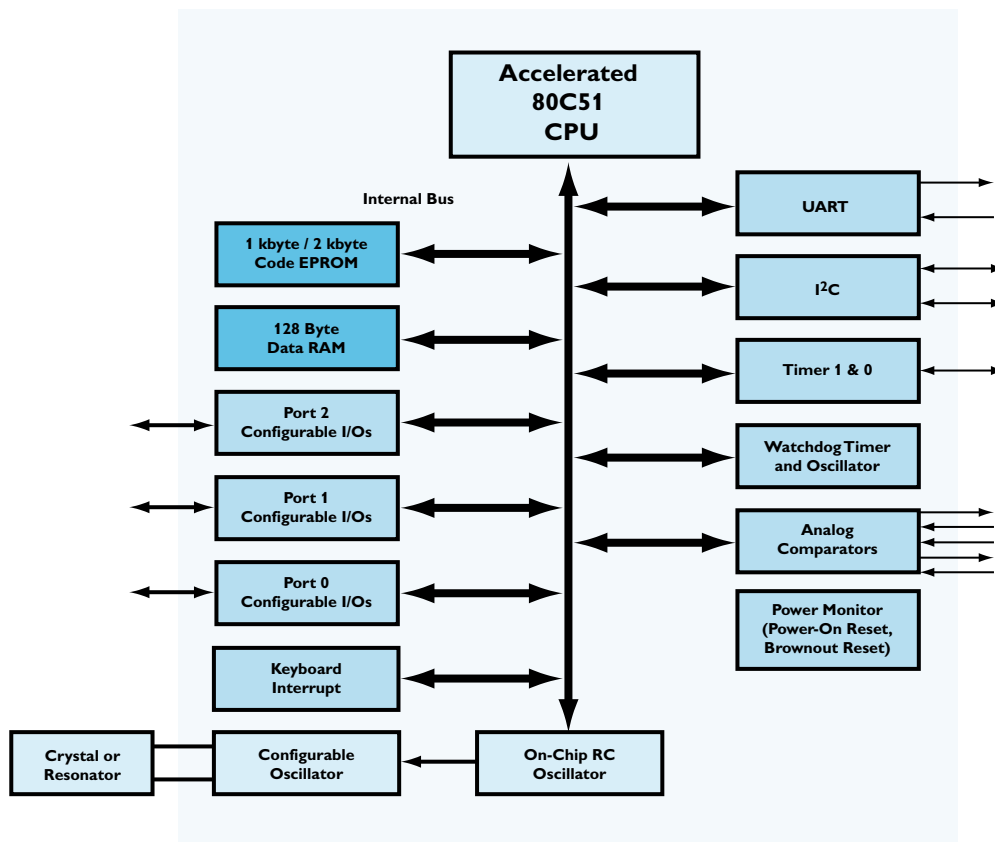 Accelerated
80C51
CPU
Internal Bus
1 kbyte / 2 kbyte
Code EPROM
128 Byte
Data RAM
Port 2
Configurable I/Os
Port 1
Configurable I/Os
Port 0
Configurable I/Os
Keyboard
Interrupt
Crystal or
Resonator
Configurable
Oscillator
On-Chip RC
Oscillator
UART
I²C
Timer 1 & 0
Watchdog Timer
and Oscillator
Analog
Comparators
Power Monitor
(Power-On Reset,
Brownout Reset)